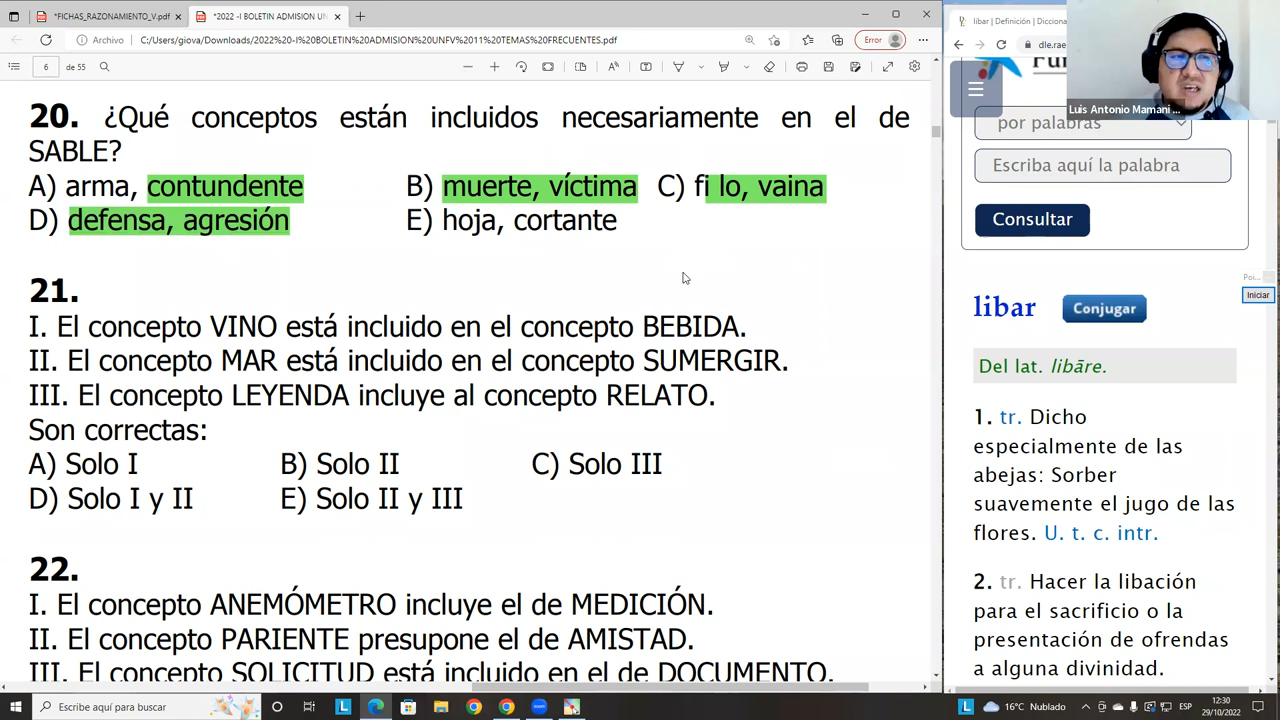 *FICHAS_RAZONAMIENTO_V.pdf
*2022 -I BOLETIN ADMISION UN
libar | Definición | Dicciona
Archivo
C:/Users/giova/Downloads/2022%20-I%20BOLETIN%20ADMISION%20UNFV%2011%20TEMAS%20FRECUENTES.pdf
Error
dle.rae
6 de 55
20. ¿Qué conceptos están incluidos necesariamente en el de
SABLE?
A) arma, contundente B) muerte, víctima C) fi lo, vaina
D) defensa, agresión E) hoja, cortante
21.
I. El concepto VINO está incluido en el concepto BEBIDA.
II. El concepto MAR está incluido en el concepto SUMERGIR.
III. El concepto LEYENDA incluye al concepto RELATO.
Son correctas:
A) Solo I B) Solo II C) Solo III
D) Solo I y II E) Solo II y III
22.
I. El concepto ANEMÓMETRO incluye el de MEDICIÓN.
II. El concepto PARIENTE presupone el de AMISTAD.
III. El concepto SOLICITUD está incluido en el de DOCUMENTO.
Luis Antonio Mamani ...
por palabras
Escriba aquí la palabra
Consultar
Poi...
Iniciar
libar Conjugar
Del lat. libāre.
1. tr. Dicho
especialmente de las
abejas: Sorber
suavemente el jugo de las
flores. U. t. c. intr.
2. tr. Hacer la libación
para el sacrificio o la
presentación de ofrendas
a alguna divinidad.
Escribe aquí para buscar
16°C Nublado
ESP
12:30
29/10/2022